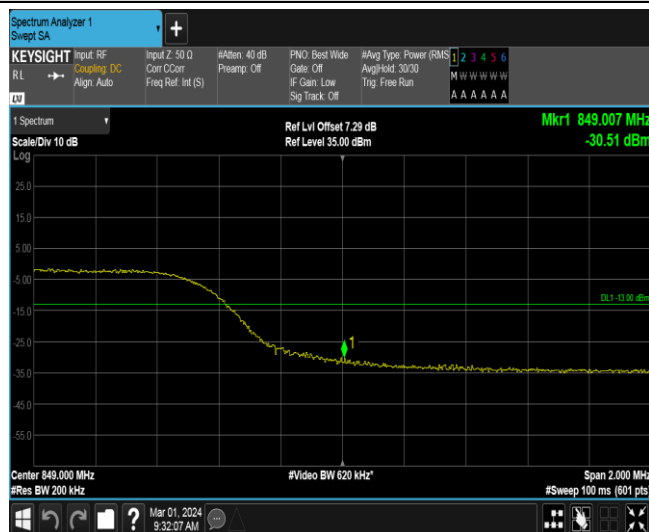 Spectrum Analyzer 1
Swept SA
+
KEYSIGHT Input: RF Input Z: 50 Ω #Atten: 40 dB PNO: Best Wide #Avg Type: Power (RMS 1 2 3 4 5 6
RL Coupling: DC Corr CCorr Preamp: Off Gate: Off Avg|Hold: 30/30 M W W W W W
Align: Auto Freq Ref: Int (S) IF Gain: Low Trig: Free Run
Sig Track: Off A A A A A A
LXI
1 Spectrum Ref Lvl Offset 7.29 dB Mkr1 849.007 MHz
Scale/Div 10 dB Ref Level 35.00 dBm -30.51 dBm
Log
25.0
15.0
5.00
-5.00
DL1 -13.00 dBm
-15.0
-25.0
1
-35.0
-45.0
-55.0
Center 849.000 MHz #Video BW 620 kHz* Span 2.000 MHz
#Res BW 200 kHz #Sweep 100 ms (601 pts)
? Mar 01, 2024
9:32:07 AM